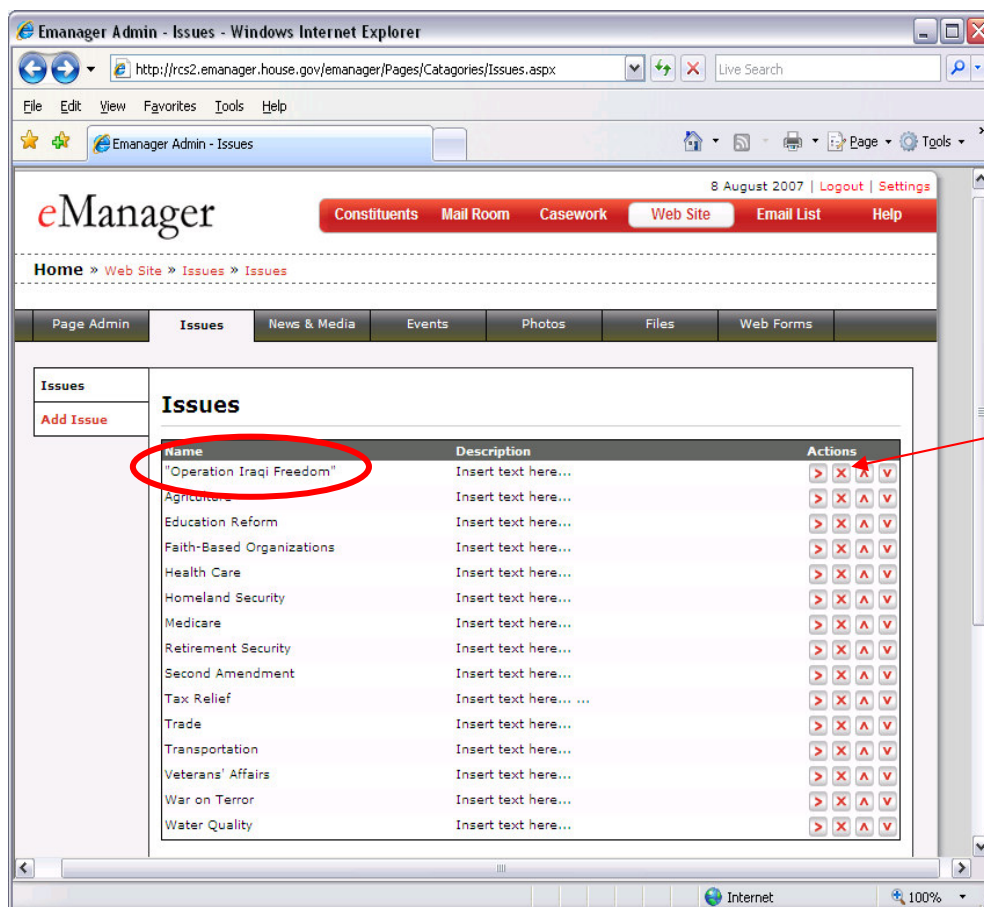 Emanager Admin - Issues - Windows Internet Explorer
http://rcs2.emanager.house.gov/emanager/Pages/Catagories/Issues.aspx
Live Search
File Edit View Favorites Tools Help
Emanager Admin - Issues
Page Tools
8 August 2007 | Logout | Settings
eManager
Constituents Mail Room Casework Web Site Email List Help
Home » Web Site » Issues » Issues
Page Admin Issues News & Media Events Photos Files Web Forms
Issues
Add Issue
Issues
Name Description Actions
"Operation Iraqi Freedom" Insert text here...
Agriculture Insert text here...
Education Reform Insert text here...
Faith-Based Organizations Insert text here...
Health Care Insert text here...
Homeland Security Insert text here...
Medicare Insert text here...
Retirement Security Insert text here...
Second Amendment Insert text here...
Tax Relief Insert text here... ...
Trade Insert text here...
Transportation Insert text here...
Veterans' Affairs Insert text here...
War on Terror Insert text here...
Water Quality Insert text here...
Internet 100%